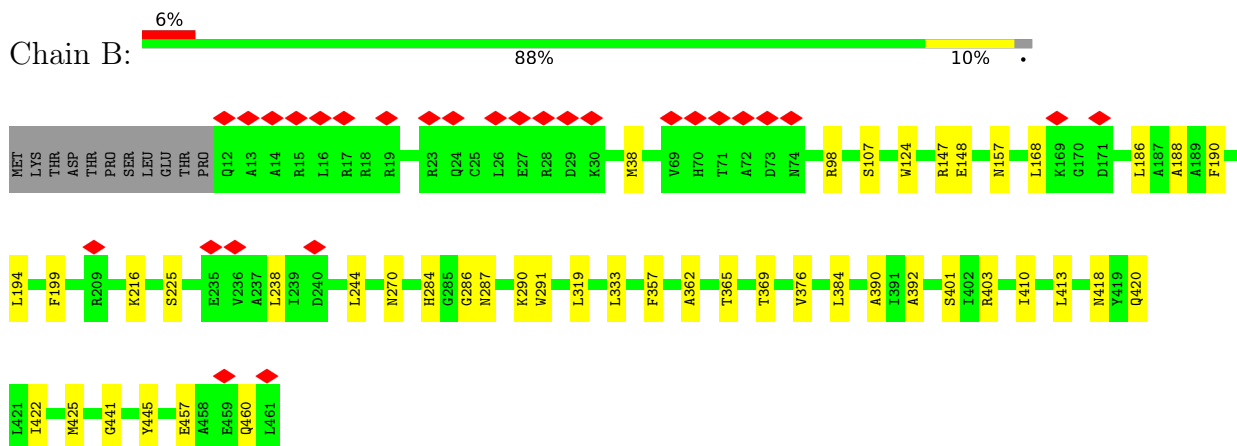 6%
Chain B:
88% 10% •
MET LYS THR ASP THR PRO SER LEU GLU THR PRO Q12 A13 A14 R15 L16 R17 R18 R19 R23 Q24 C25 L26 E27 R28 D29 K30 M38 V69 H70 T71 A72 D73 N74 R98 S107 W124 R147 E148 N157 L168 K169 G170 D171 L186 A187 A188 A189 F190
L194 F199 R209 K216 S225 E235 V236 A237 L238 I239 D240 L244 N270 H284 G285 G286 N287 K290 W291 L319 L333 F357 A362 T365 T369 V376 L384 A390 I391 A392 S401 I402 R403 I410 L413 N418 Y419 Q420
L421 I422 M425 G441 Y445 E457 A458 E459 Q460 L461